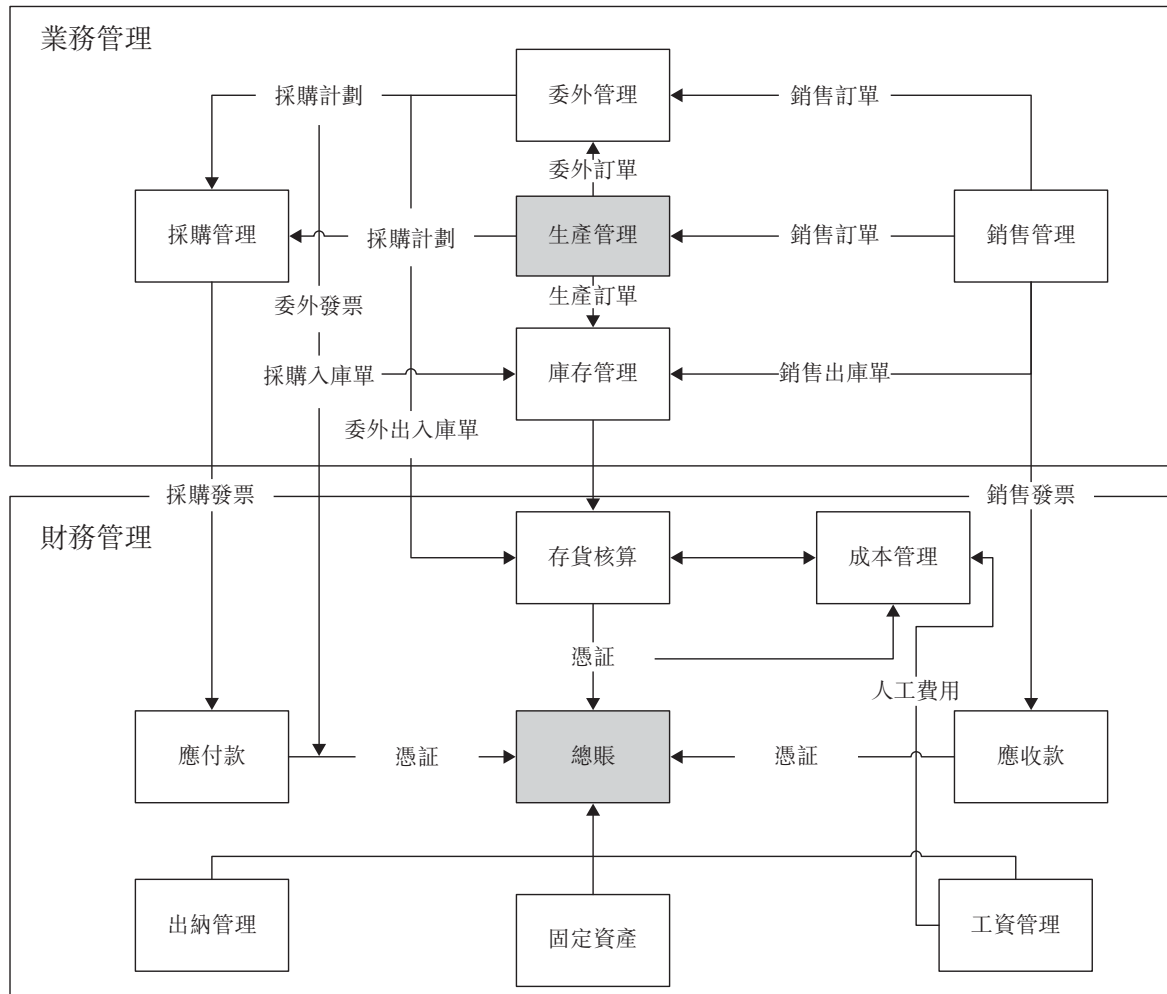 業務管理
採購計劃
委外管理
銷售訂單
委外訂單
採購管理
採購計劃
生產管理
銷售訂單
銷售管理
委外發票
生產訂單
採購入庫單
庫存管理
銷售出庫單
委外出入庫單
採購發票
銷售發票
財務管理
存貨核算
成本管理
憑証
人工費用
應付款
憑証
總賬
憑証
應收款
出納管理
固定資產
工資管理